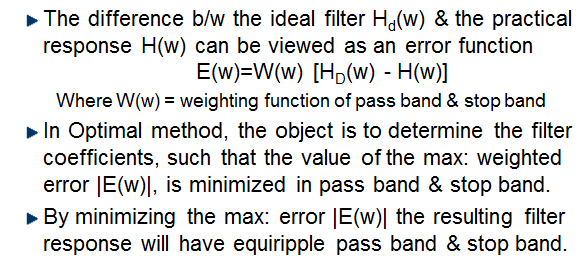 The difference b/w the ideal filter Hd(w) & the practical
response H(w) can be viewed as an error function
E(w)=W(w) [HD(w) - H(w)]
Where W(w) = weighting function of pass band & stop band
In Optimal method, the object is to determine the filter
coefficients, such that the value of the max: weighted
error |E(w)|, is minimized in pass band & stop band.
By minimizing the max: error |E(w)| the resulting filter
response will have equiripple pass band & stop band.